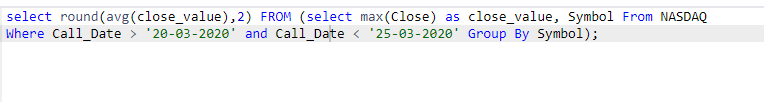 select round(avg(close_value),2) FROM (select max(Close) as close_value, Symbol From NASDAQ
Where Call_Date > '20-03-2020' and Call_Date < '25-03-2020' Group By Symbol);